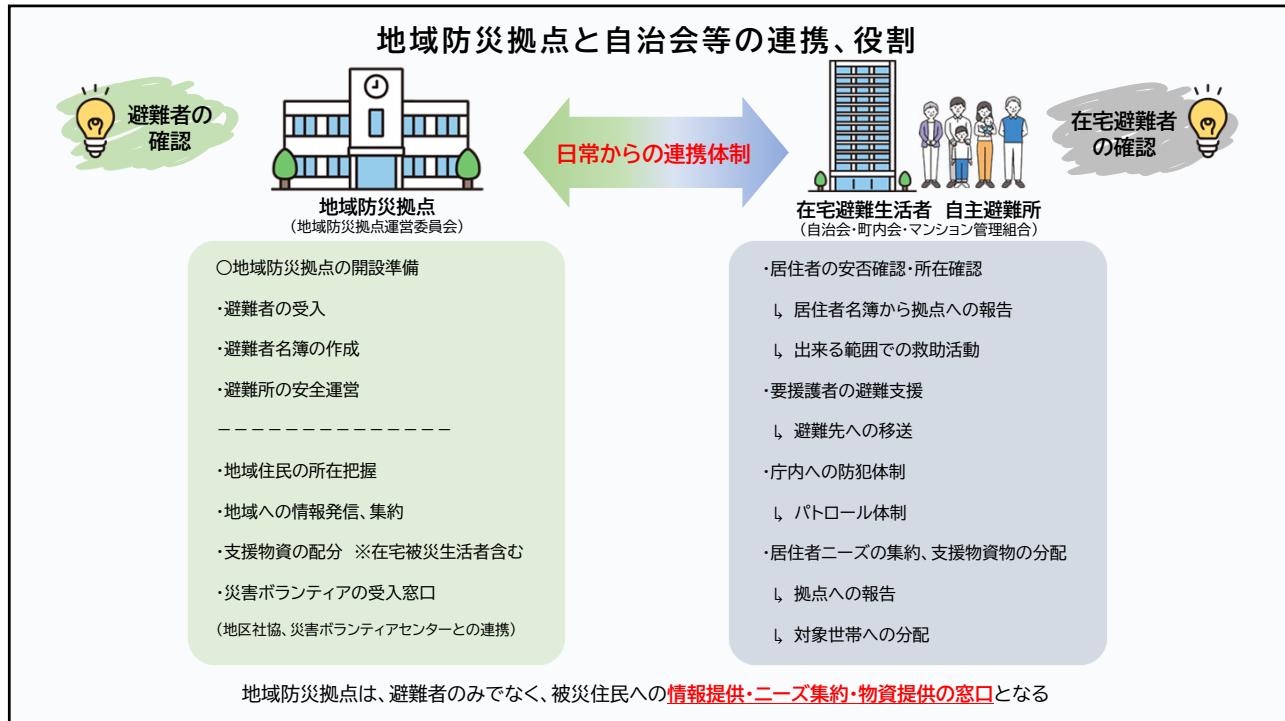 地域防災拠点と自治会等の連携、役割
避難者の
確認
日常からの連携体制
在宅避難者
の確認
地域防災拠点
（地域防災拠点運営委員会）
在宅避難生活者 自主避難所
（自治会・町内会・マンション管理組合）
〇地域防災拠点の開設準備
・避難者の受入
・避難者名簿の作成
・避難所の安全運営
－－－－－－－－－－－－－－
・地域住民の所在把握
・地域への情報発信、集約
・支援物資の配分 ※在宅被災生活者含む
・災害ボランティアの受入窓口
（地区社協、災害ボランティアセンターとの連携）
・居住者の安否確認・所在確認
↳ 居住者名簿から拠点への報告
↳ 出来る範囲での救助活動
・要援護者の避難支援
↳ 避難先への移送
・庁内への防犯体制
↳ パトロール体制
・居住者ニーズの集約、支援物資物の分配
↳ 拠点への報告
↳ 対象世帯への分配
地域防災拠点は、避難者のみでなく、被災住民への情報提供・ニーズ集約・物資提供の窓口となる